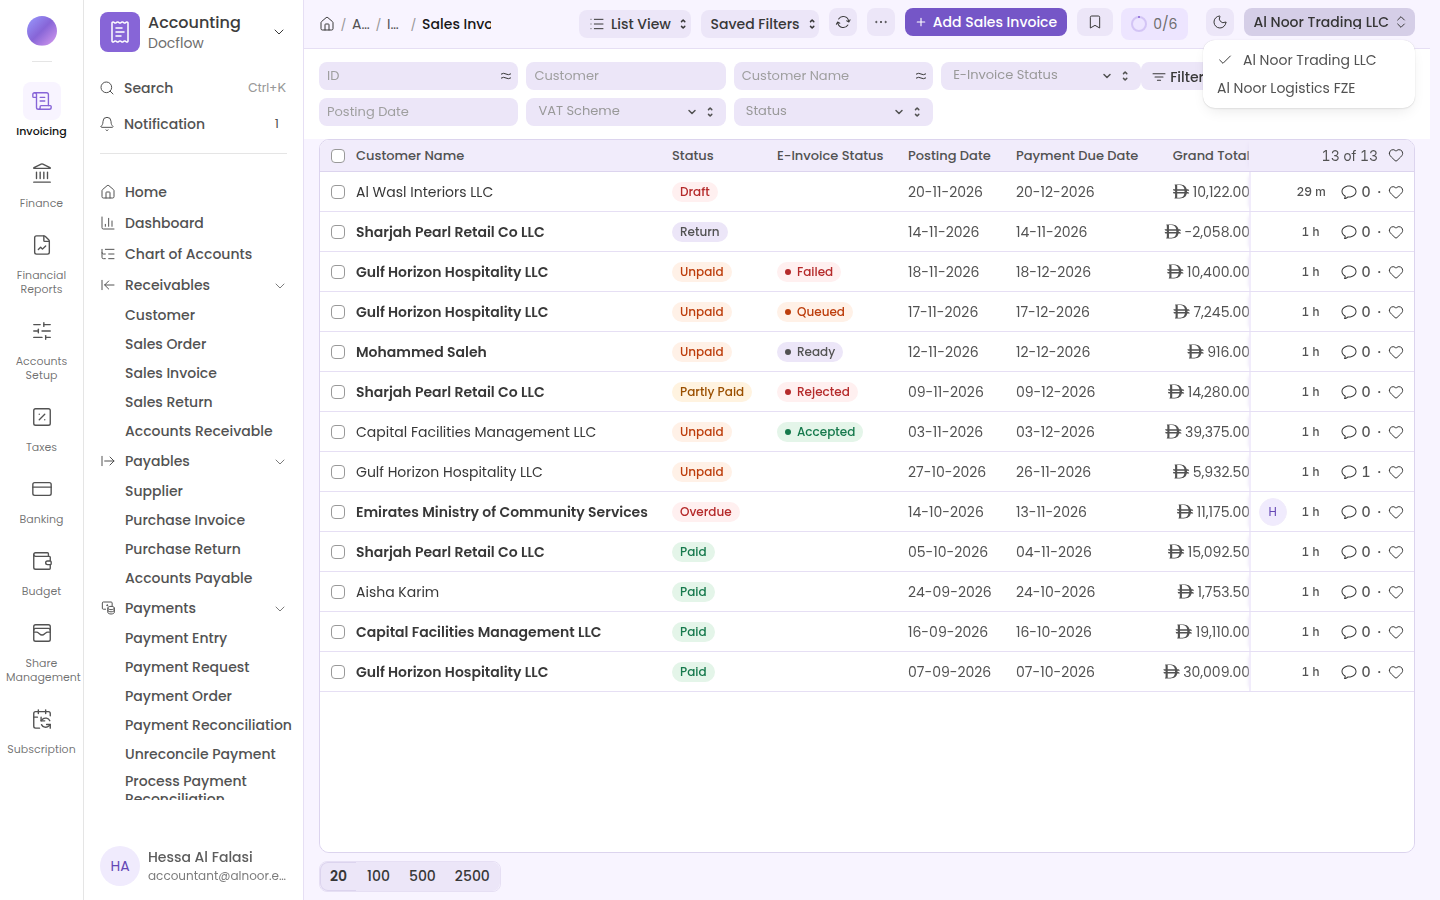 Accounting
Docflow
Search Ctrl+K
Notification 1
Home
Dashboard
Chart of Accounts
Receivables
Customer
Sales Order
Sales Invoice
Sales Return
Accounts Receivable
Payables
Supplier
Purchase Invoice
Purchase Return
Accounts Payable
Payments
Payment Entry
Payment Request
Payment Order
Payment Reconciliation
Unreconcile Payment
Process Payment
Reconciliation
HA
Hessa Al Falasi
accountant@alnoor.e...
Invoicing
Finance
Financial
Reports
Accounts
Setup
Taxes
Banking
Budget
Share
Management
Subscription
/ A... / I... / Sales Invo
List View
Saved Filters
+ Add Sales Invoice
0/6
Al Noor Trading LLC
Al Noor Trading LLC
Al Noor Logistics FZE
ID
Customer
Customer Name
E-Invoice Status
Filter
Posting Date
VAT Scheme
Status
Customer Name Status E-Invoice Status Posting Date Payment Due Date Grand Total 13 of 13
Al Wasl Interiors LLC Draft 20-11-2026 20-12-2026 10,122.00 29 m 0 ·
Sharjah Pearl Retail Co LLC Return 14-11-2026 14-11-2026 -2,058.00 1 h 0 ·
Gulf Horizon Hospitality LLC Unpaid Failed 18-11-2026 18-12-2026 10,400.00 1 h 0 ·
Gulf Horizon Hospitality LLC Unpaid Queued 17-11-2026 17-12-2026 7,245.00 1 h 0 ·
Mohammed Saleh Unpaid Ready 12-11-2026 12-12-2026 916.00 1 h 0 ·
Sharjah Pearl Retail Co LLC Partly Paid Rejected 09-11-2026 09-12-2026 14,280.00 1 h 0 ·
Capital Facilities Management LLC Unpaid Accepted 03-11-2026 03-12-2026 39,375.00 1 h 0 ·
Gulf Horizon Hospitality LLC Unpaid 27-10-2026 26-11-2026 5,932.50 1 h 1 ·
Emirates Ministry of Community Services Overdue 14-10-2026 13-11-2026 11,175.00 H 1 h 0 ·
Sharjah Pearl Retail Co LLC Paid 05-10-2026 04-11-2026 15,092.50 1 h 0 ·
Aisha Karim Paid 24-09-2026 24-10-2026 1,753.50 1 h 0 ·
Capital Facilities Management LLC Paid 16-09-2026 16-10-2026 19,110.00 1 h 0 ·
Gulf Horizon Hospitality LLC Paid 07-09-2026 07-10-2026 30,009.00 1 h 0 ·
20 100 500 2500